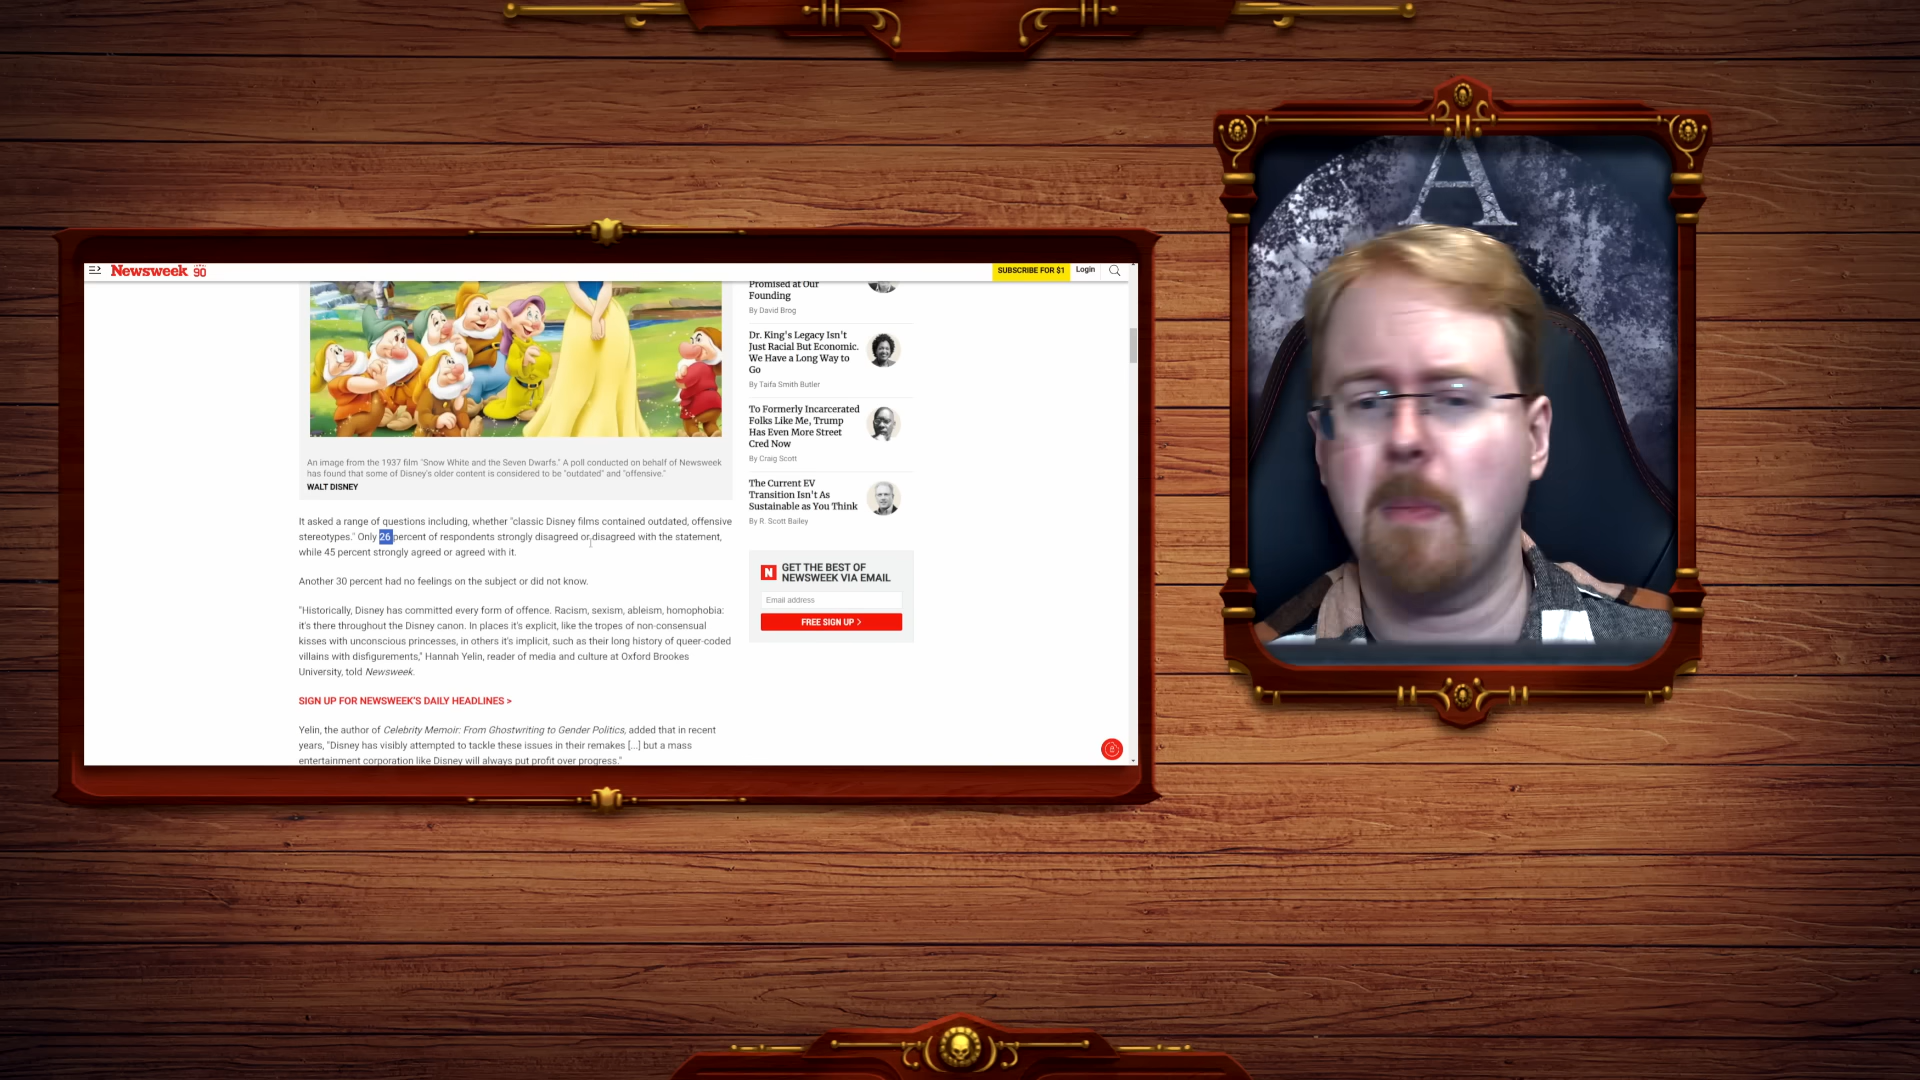 A
Newsweek 90
SUBSCRIBE FOR $1
Login
Promised at Our
Founding
By David Brog
Dr. King's Legacy Isn't
Just Racial But Economic.
We Have a Long Way to
Go
By Taifa Smith Butler
To Formerly Incarcerated
Folks Like Me, Trump
Has Even More Street
Cred Now
By Craig Scott
The Current EV
Transition Isn't As
Sustainable as You Think
By R. Scott Bailey
An image from the 1937 film "Snow White and the Seven Dwarfs." A poll conducted on behalf of Newsweek
has found that some of Disney's older content is considered to be "outdated" and "offensive."
WALT DISNEY
It asked a range of questions including, whether "classic Disney films contained outdated, offensive
stereotypes." Only 26 percent of respondents strongly disagreed or disagreed with the statement,
while 45 percent strongly agreed or agreed with it.
Another 30 percent had no feelings on the subject or did not know.
"Historically, Disney has committed every form of offence. Racism, sexism, ableism, homophobia:
it's there throughout the Disney canon. In places it's explicit, like the tropes of non-consensual
kisses with unconscious princesses, in others it's implicit, such as their long history of queer-coded
villains with disfigurements," Hannah Yelin, reader of media and culture at Oxford Brookes
University, told Newsweek.
SIGN UP FOR NEWSWEEK'S DAILY HEADLINES >
Yelin, the author of Celebrity Memoir: From Ghostwriting to Gender Politics, added that in recent
years, "Disney has visibly attempted to tackle these issues in their remakes [...] but a mass
entertainment corporation like Disney will always put profit over progress."
N
GET THE BEST OF
NEWSWEEK VIA EMAIL
Email address
FREE SIGN UP >